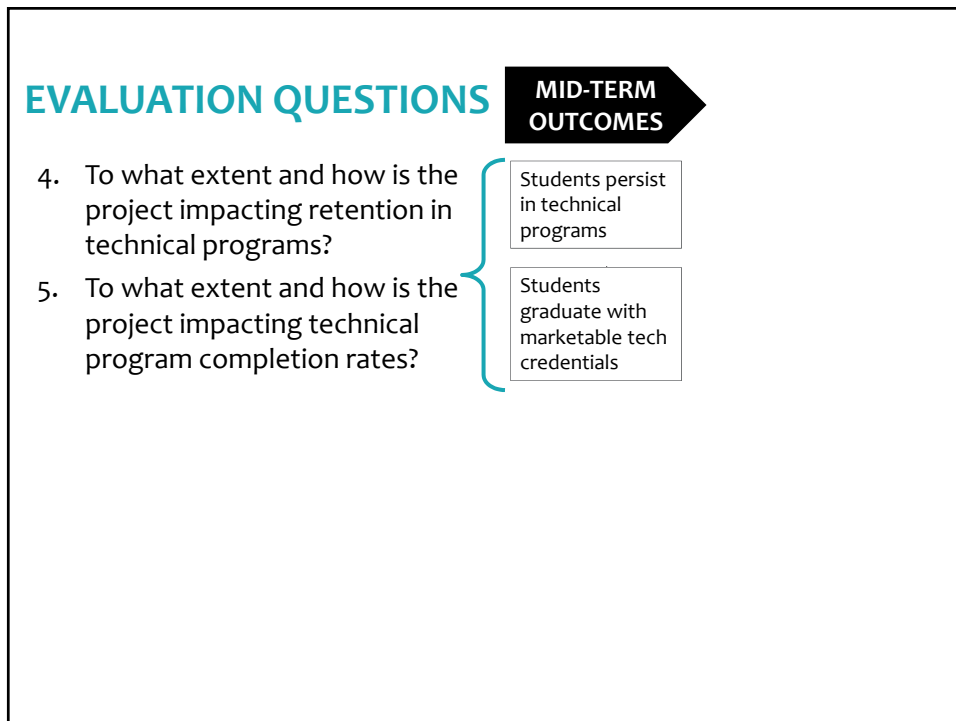 EVALUATION QUESTIONS
MID-TERM
OUTCOMES
4. To what extent and how is the
project impacting retention in
technical programs?
5. To what extent and how is the
project impacting technical
program completion rates?
Students persist
in technical
programs
Students
graduate with
marketable tech
credentials